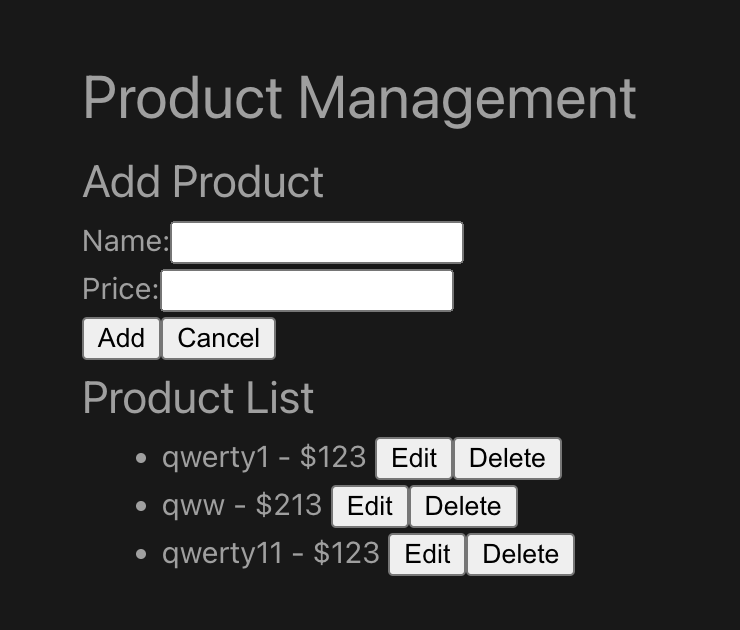 Product Management
Add Product
Name:
Price:
Add Cancel
Product List
qwerty1 - $123 Edit Delete
qww - $213 Edit Delete
qwerty11 - $123 Edit Delete